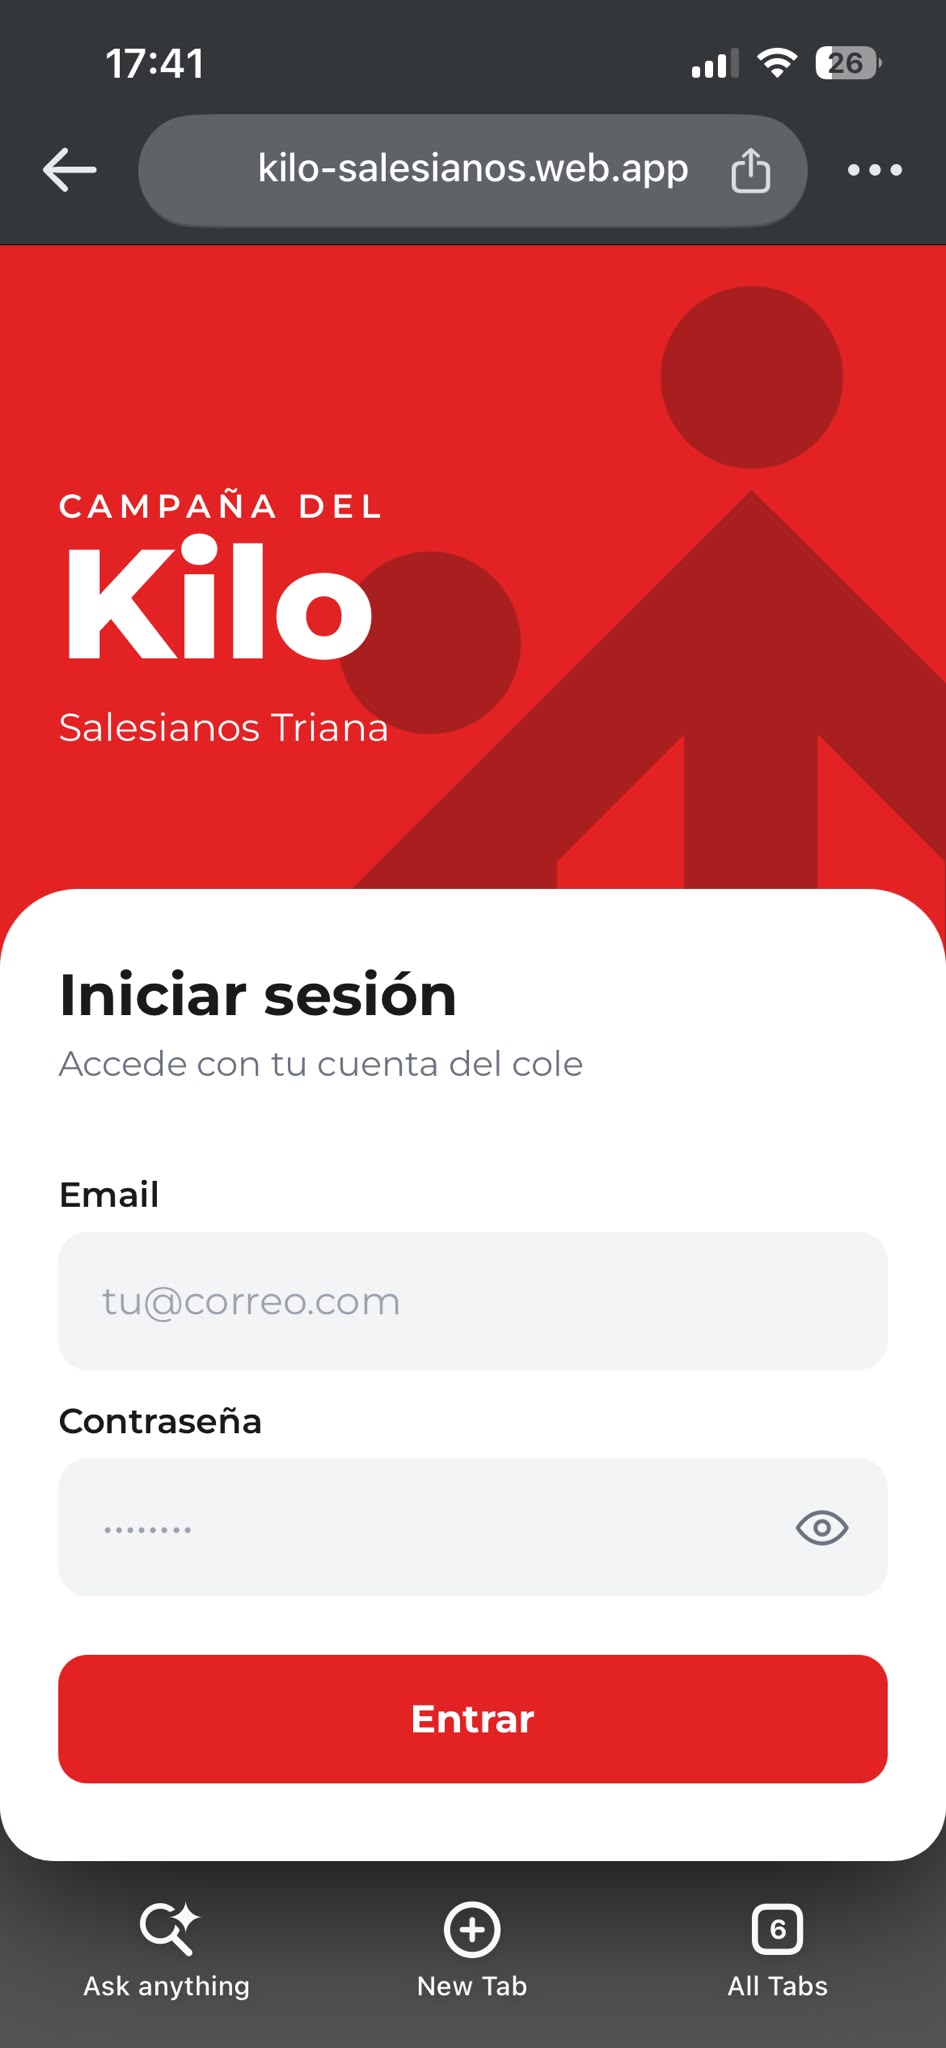 17:41
26
kilo-salesianos.web.app
CAMPAÑA DEL
Kilo
Salesianos Triana
Iniciar sesión
Accede con tu cuenta del cole
Email
tu@correo.com
Contraseña
••••••••
Entrar
6
Ask anything
New Tab
All Tabs